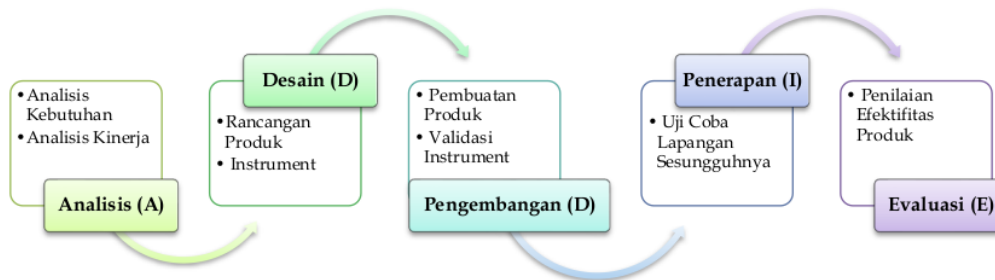 • Analisis
Kebutuhan
• Analisis Kinerja
Analisis (A)
Desain (D)
• Rancangan
Produk
• Instrument
• Pembuatan
Produk
• Validasi
Instrument
Pengembangan (D)
Penerapan (I)
• Uji Coba
Lapangan
Sesungguhnya
• Penilaian
Efektifitas
Produk
Evaluasi (E)